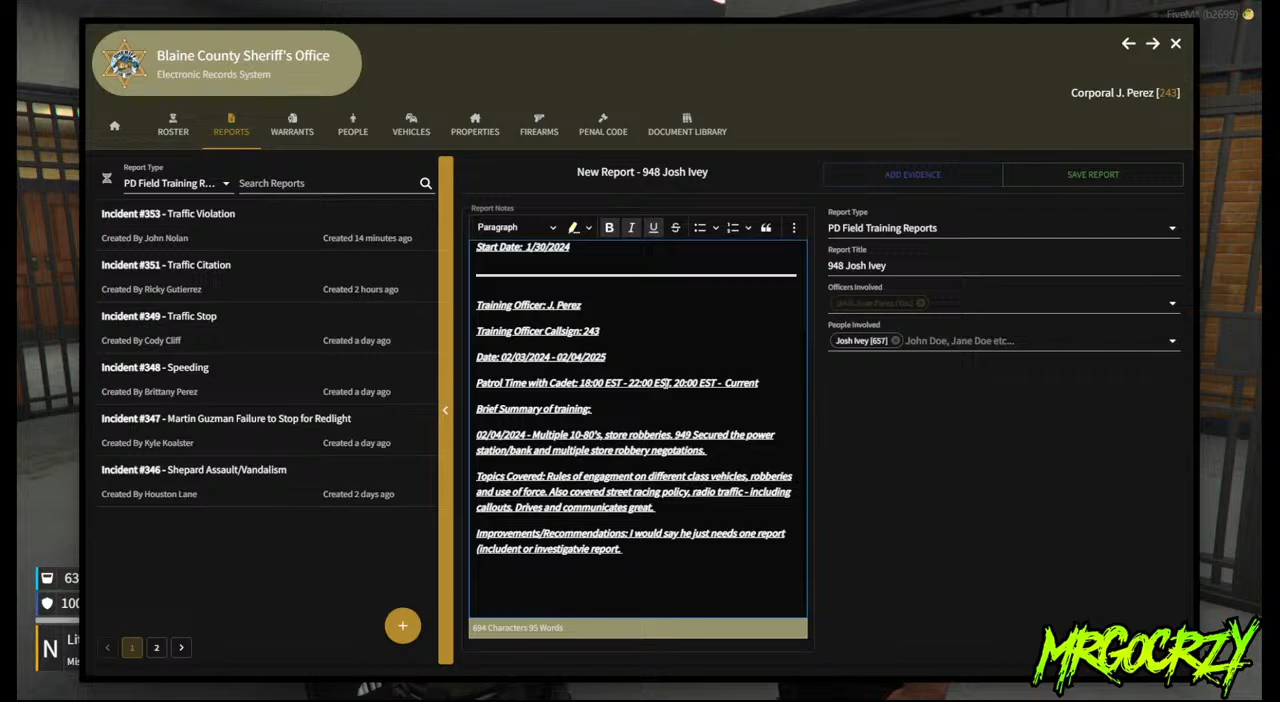 FiveM® (b2699)
Blaine County Sheriff's Office
Electronic Records System
Corporal J. Perez [243]
ROSTER
REPORTS
WARRANTS
PEOPLE
VEHICLES
PROPERTIES
FIREARMS
PENAL CODE
DOCUMENT LIBRARY
Report Type
PD Field Training R...
Search Reports
Incident #353 - Traffic Violation
Created By John Nolan
Created 14 minutes ago
Incident #351 - Traffic Citation
Created By Ricky Gutierrez
Created 2 hours ago
Incident #349 - Traffic Stop
Created By Cody Cliff
Created a day ago
Incident #348 - Speeding
Created By Brittany Perez
Created a day ago
Incident #347 - Martin Guzman Failure to Stop for Redlight
Created By Kyle Koalster
Created a day ago
Incident #346 - Shepard Assault/Vandalism
Created By Houston Lane
Created 2 days ago
1
2
New Report - 948 Josh Ivey
ADD EVIDENCE
SAVE REPORT
Report Notes
Paragraph
B I U S
Start Date: 1/30/2024
Training Officer: J. Perez
Training Officer Callsign: 243
Date: 02/03/2024 - 02/04/2025
Patrol Time with Cadet: 18:00 EST - 22:00 EST, 20:00 EST - Current
Brief Summary of training:
02/04/2024 - Multiple 10-80's, store robberies. 949 Secured the power
station/bank and multiple store robbery negotations.
Topics Covered: Rules of engagment on different class vehicles, robberies
and use of force. Also covered street racing policy, radio traffic - including
callouts. Drives and communicates great.
Improvements/Recommendations: I would say he just needs one report
(includent or investigatvie report.
694 Characters 95 Words
Report Type
PD Field Training Reports
Report Title
948 Josh Ivey
Officers Involved
People Involved
Josh Ivey [657]
John Doe, Jane Doe etc...
63
100
N
MRGOCRZY